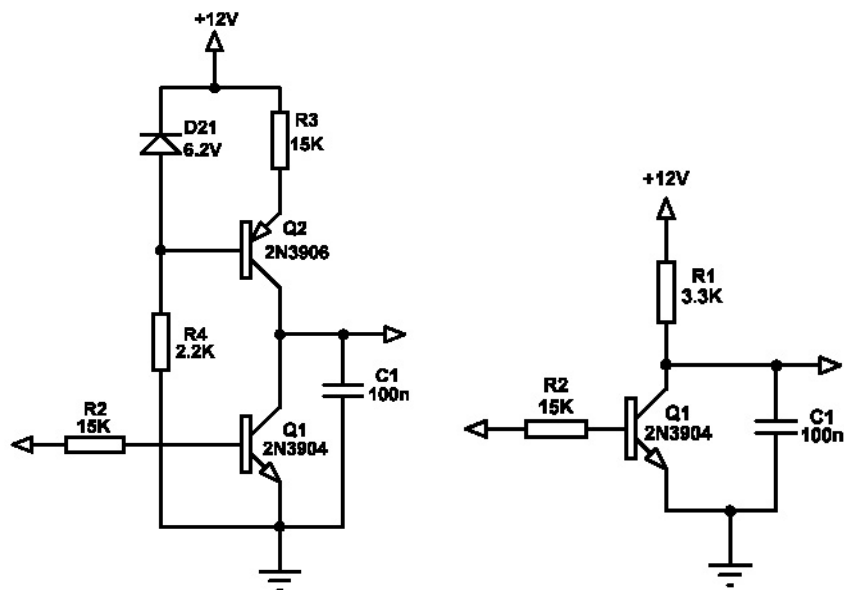 +12V
D21
6.2V
R3
15K
Q2
2N3906
R4
2.2K
C1
100n
R2
15K
Q1
2N3904
+12V
R1
3.3K
R2
15K
Q1
2N3904
C1
100n